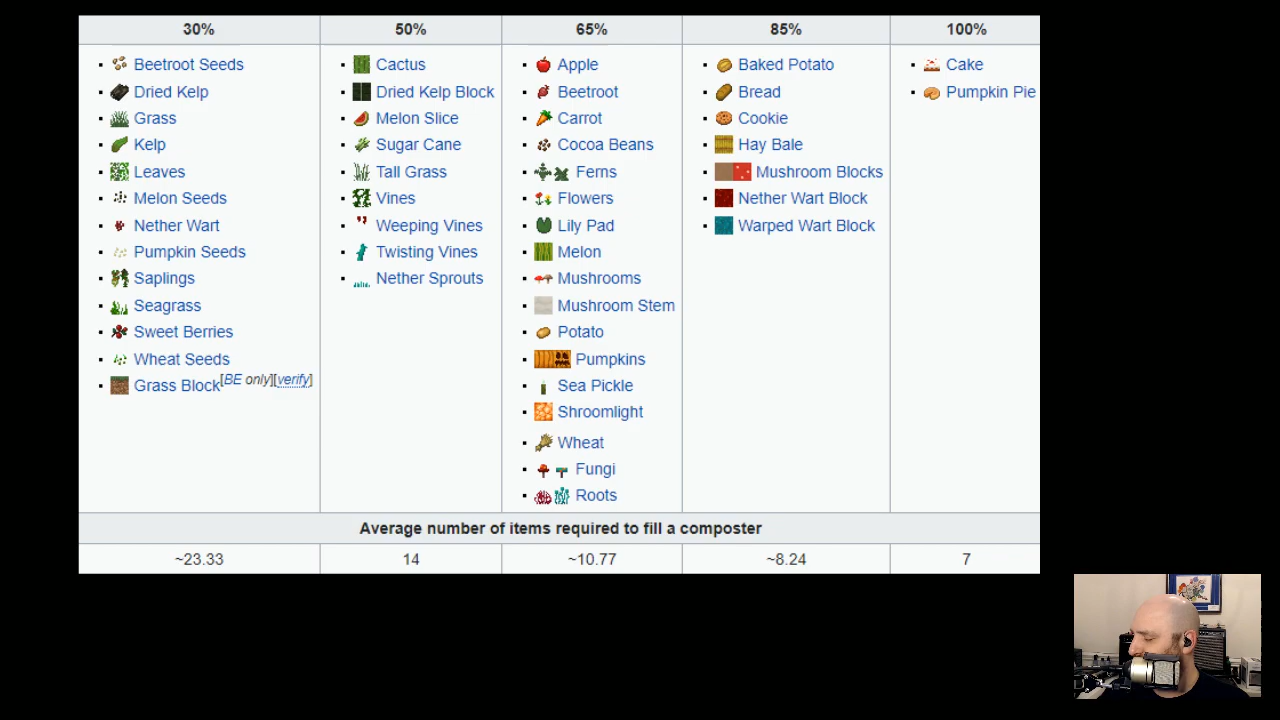 30% 50% 65% 85% 100%
Beetroot Seeds
Dried Kelp
Grass
Kelp
Leaves
Melon Seeds
Nether Wart
Pumpkin Seeds
Saplings
Seagrass
Sweet Berries
Wheat Seeds
Grass Block[BE only][verify]
Cactus
Dried Kelp Block
Melon Slice
Sugar Cane
Tall Grass
Vines
Weeping Vines
Twisting Vines
Nether Sprouts
Apple
Beetroot
Carrot
Cocoa Beans
Ferns
Flowers
Lily Pad
Melon
Mushrooms
Mushroom Stem
Potato
Pumpkins
Sea Pickle
Shroomlight
Wheat
Fungi
Roots
Baked Potato
Bread
Cookie
Hay Bale
Mushroom Blocks
Nether Wart Block
Warped Wart Block
Cake
Pumpkin Pie
Average number of items required to fill a composter
~23.33 14 ~10.77 ~8.24 7